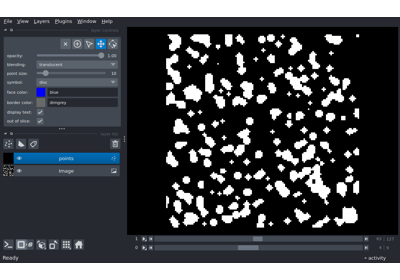 File View Layers Plugins Window Help
opacity: 1.00
blending: translucent
point size: 10
symbol: disc
face color: blue
border color: dimgrey
display text:
out of slice:
points
image
1
0
Ready
activity